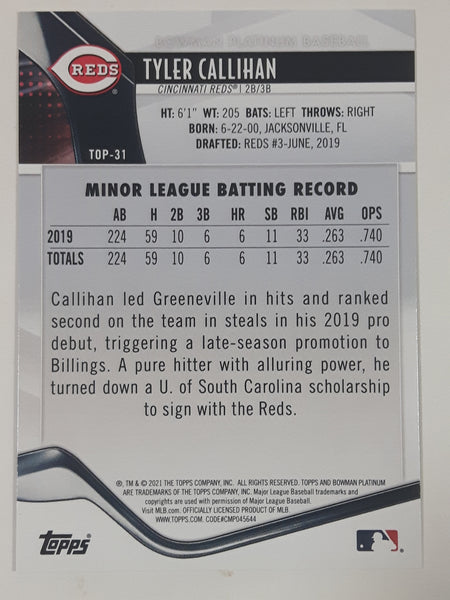 BOWMAN PLATINUM BASEBALL
REDS
TYLER CALLIHAN
CINCINNATI REDS® | 2B/3B
HT: 6'1" WT: 205 BATS: LEFT THROWS: RIGHT
BORN: 6-22-00, JACKSONVILLE, FL
DRAFTED: REDS #3-JUNE, 2019
TOP-31
MINOR LEAGUE BATTING RECORD
AB H 2B 3B HR SB RBI AVG OPS
2019 224 59 10 6 6 11 33 .263 .740
TOTALS 224 59 10 6 6 11 33 .263 .740
Callihan led Greeneville in hits and ranked
second on the team in steals in his 2019 pro
debut, triggering a late-season promotion to
Billings. A pure hitter with alluring power, he
turned down a U. of South Carolina scholarship
to sign with the Reds.
®, TM & © 2021 THE TOPPS COMPANY, INC. ALL RIGHTS RESERVED. TOPPS AND BOWMAN PLATINUM
ARE TRADEMARKS OF THE TOPPS COMPANY, INC. Major League Baseball trademarks and
copyrights are used with permission of Major League Baseball.
Visit MLB.com. OFFICIALLY LICENSED PRODUCT OF MLB.
WWW.TOPPS.COM. CODE#CMP045644
TOPPS